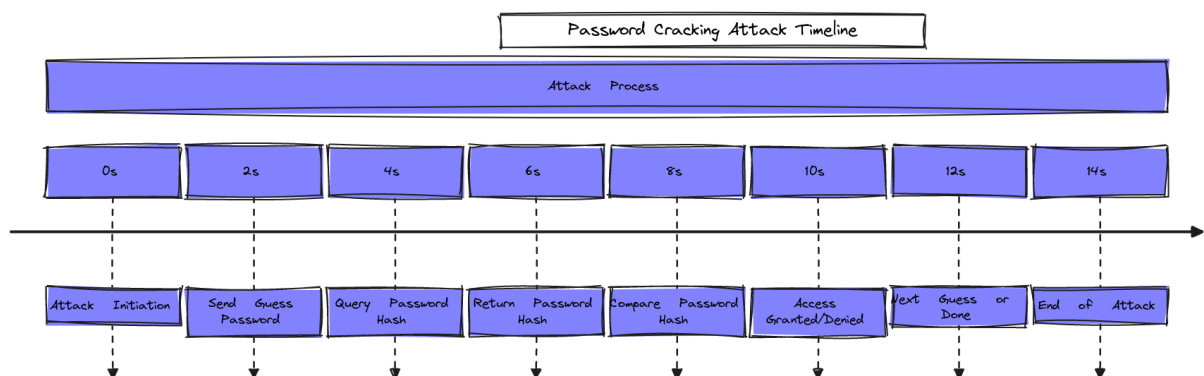 Password Cracking Attack Timeline
Attack Process
0s
2s
4s
6s
8s
10s
12s
14s
Attack Initiation
Send Guess
Password
Query Password
Hash
Return Password
Hash
Compare Password
Hash
Access
Granted/Denied
Next Guess or
Done
End of Attack